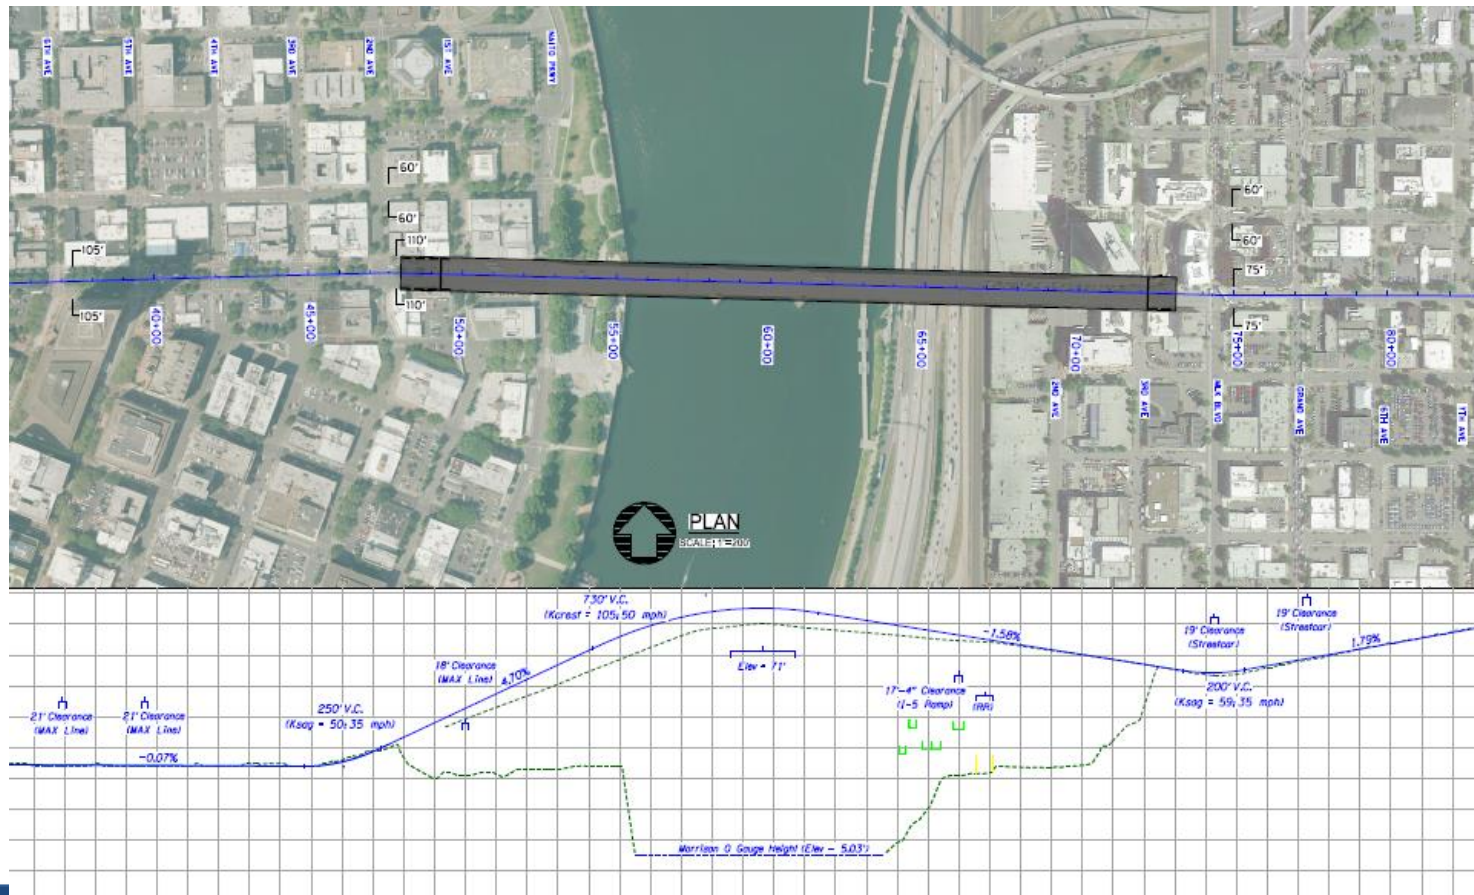 6TH AVE
5TH AVE
4TH AVE
3RD AVE
2ND AVE
1ST AVE
NAITO PKWY
60'
60'
105'
110'
105'
110'
60'
60'
75'
75'
40+00
45+00
50+00
55+00
60+00
65+00
70+00
75+00
80+00
2ND AVE
3RD AVE
MLK BLVD
GRAND AVE
6TH AVE
7TH AVE
PLAN
SCALE: 1"=200'
730' V.C.
(Kcrest = 105; 50 mph)
18' Clearance
(MAX Line)
4.70%
21' Clearance
(MAX Line)
21' Clearance
(MAX Line)
250' V.C.
(Ksag = 50; 35 mph)
-0.07%
Elev = 71'
-1.58%
17'-4" Clearance
(I-5 Ramp)
(RR)
19' Clearance
(Streetcar)
19' Clearance
(Streetcar)
1.79%
200' V.C.
(Ksag = 59; 35 mph)
Morrison 0 Gauge Height (Elev - 5.03')